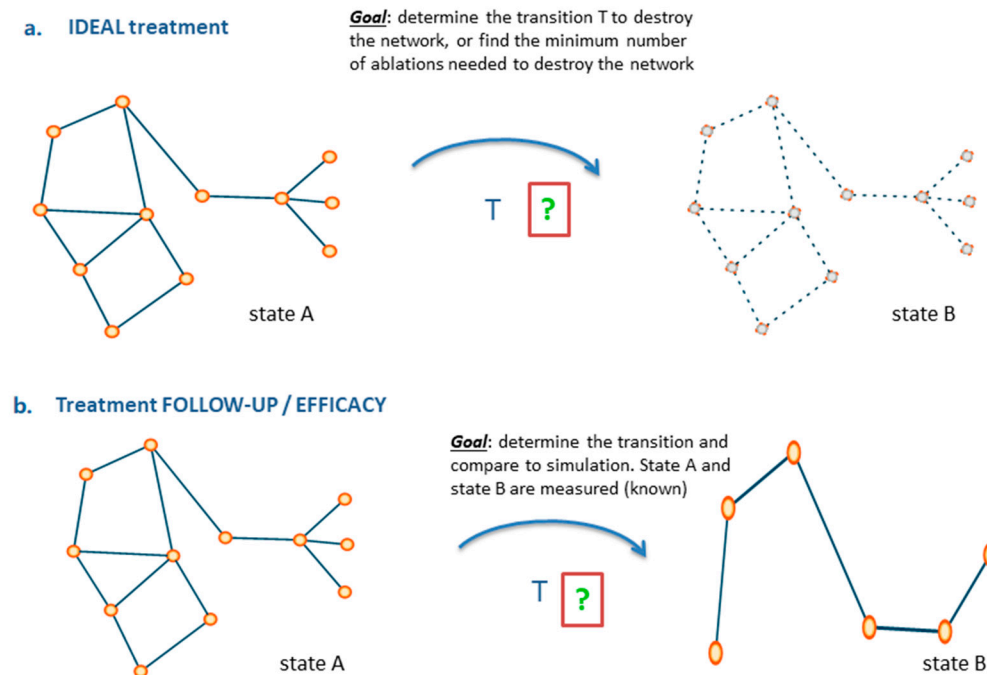 a. IDEAL treatment
Goal: determine the transition T to destroy
the network, or find the minimum number
of ablations needed to destroy the network
T ?
state A
state B
b. Treatment FOLLOW-UP / EFFICACY
Goal: determine the transition and
compare to simulation. State A and
state B are measured (known)
T ?
state A
state B